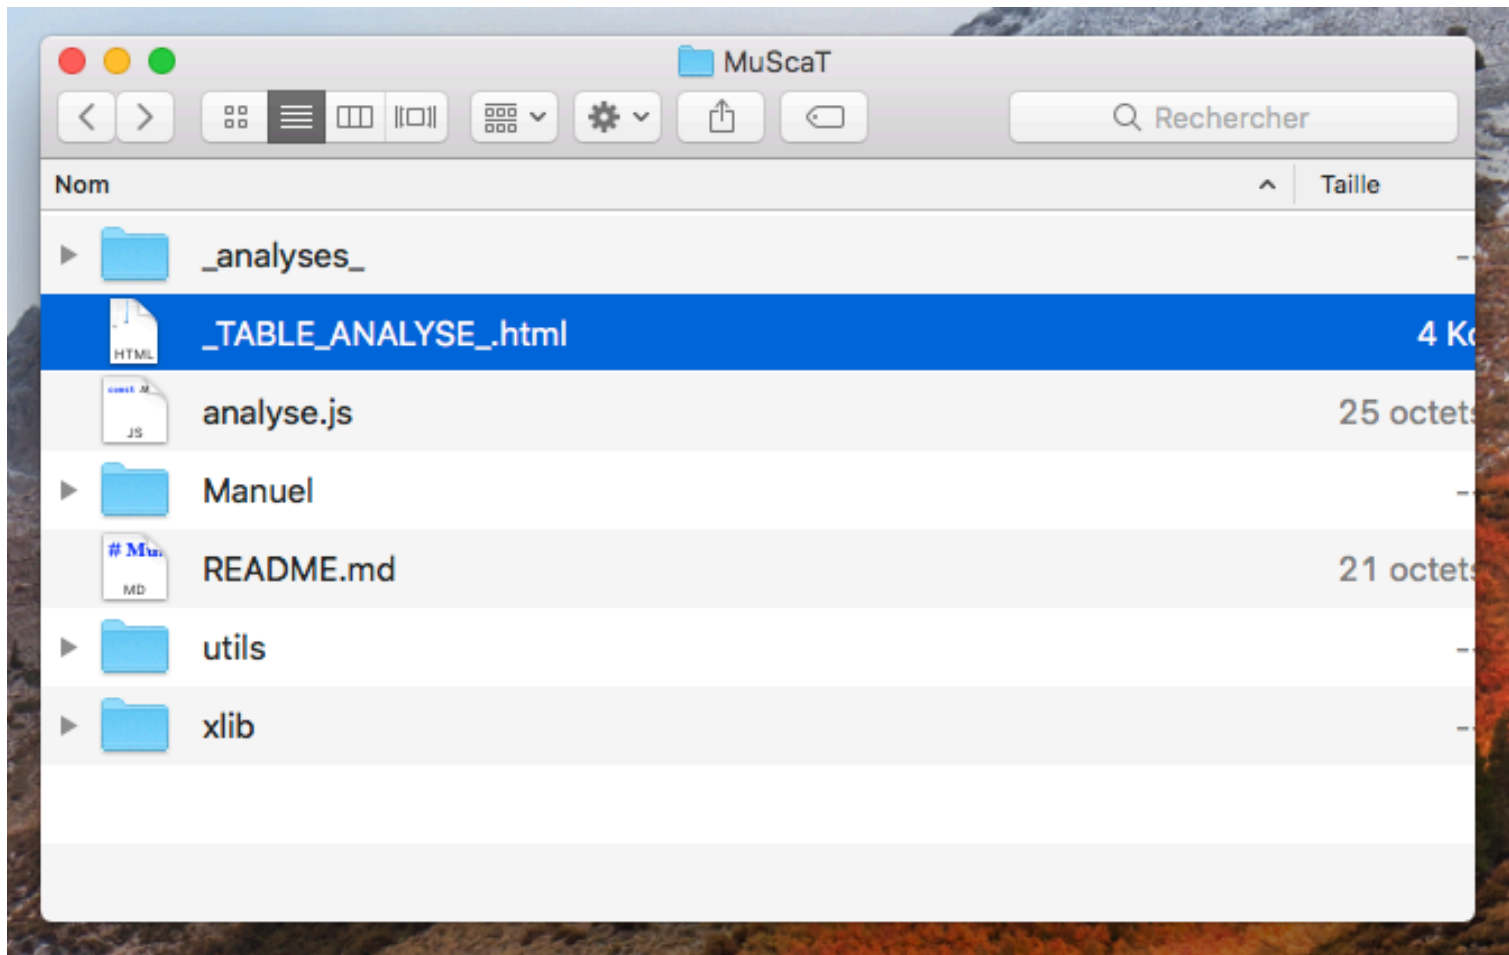 MuScaT
Rechercher
Nom Taille
_analyses_ --
HTML _TABLE_ANALYSE_.html 4 Ko
const M
JS analyse.js 25 octets
Manuel --
# Mu
MD README.md 21 octets
utils --
xlib --